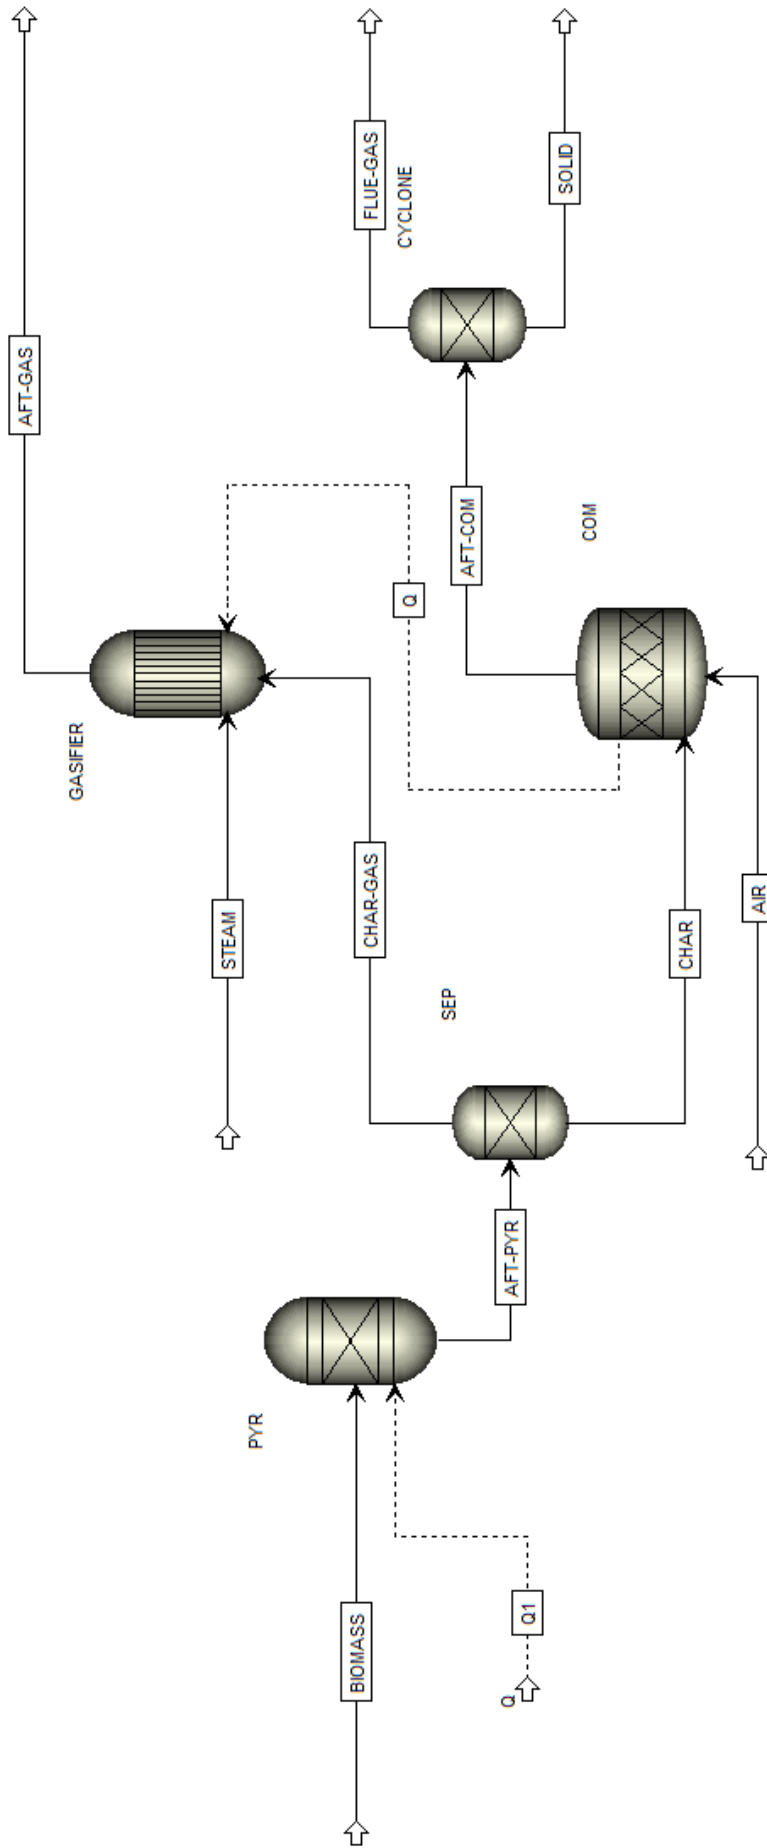 BIOMASS
Q
Q1
PYR
AFT-PYR
SEP
STEAM
CHAR-GAS
CHAR
AIR
GASIFIER
Q
COM
AFT-COM
AFT-GAS
CYCLONE
FLUE-GAS
SOLID